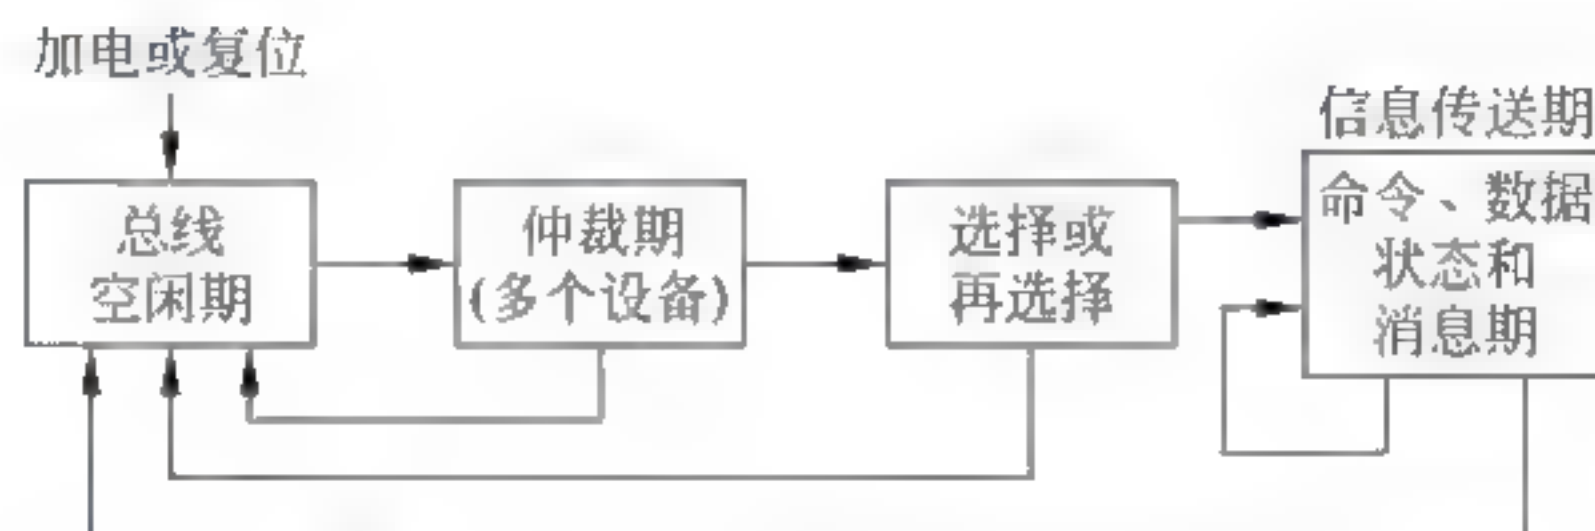 加电或复位
总线
空闲期
仲裁期
(多个设备)
选择或
再选择
信息传送期
命令、数据
状态和
消息期